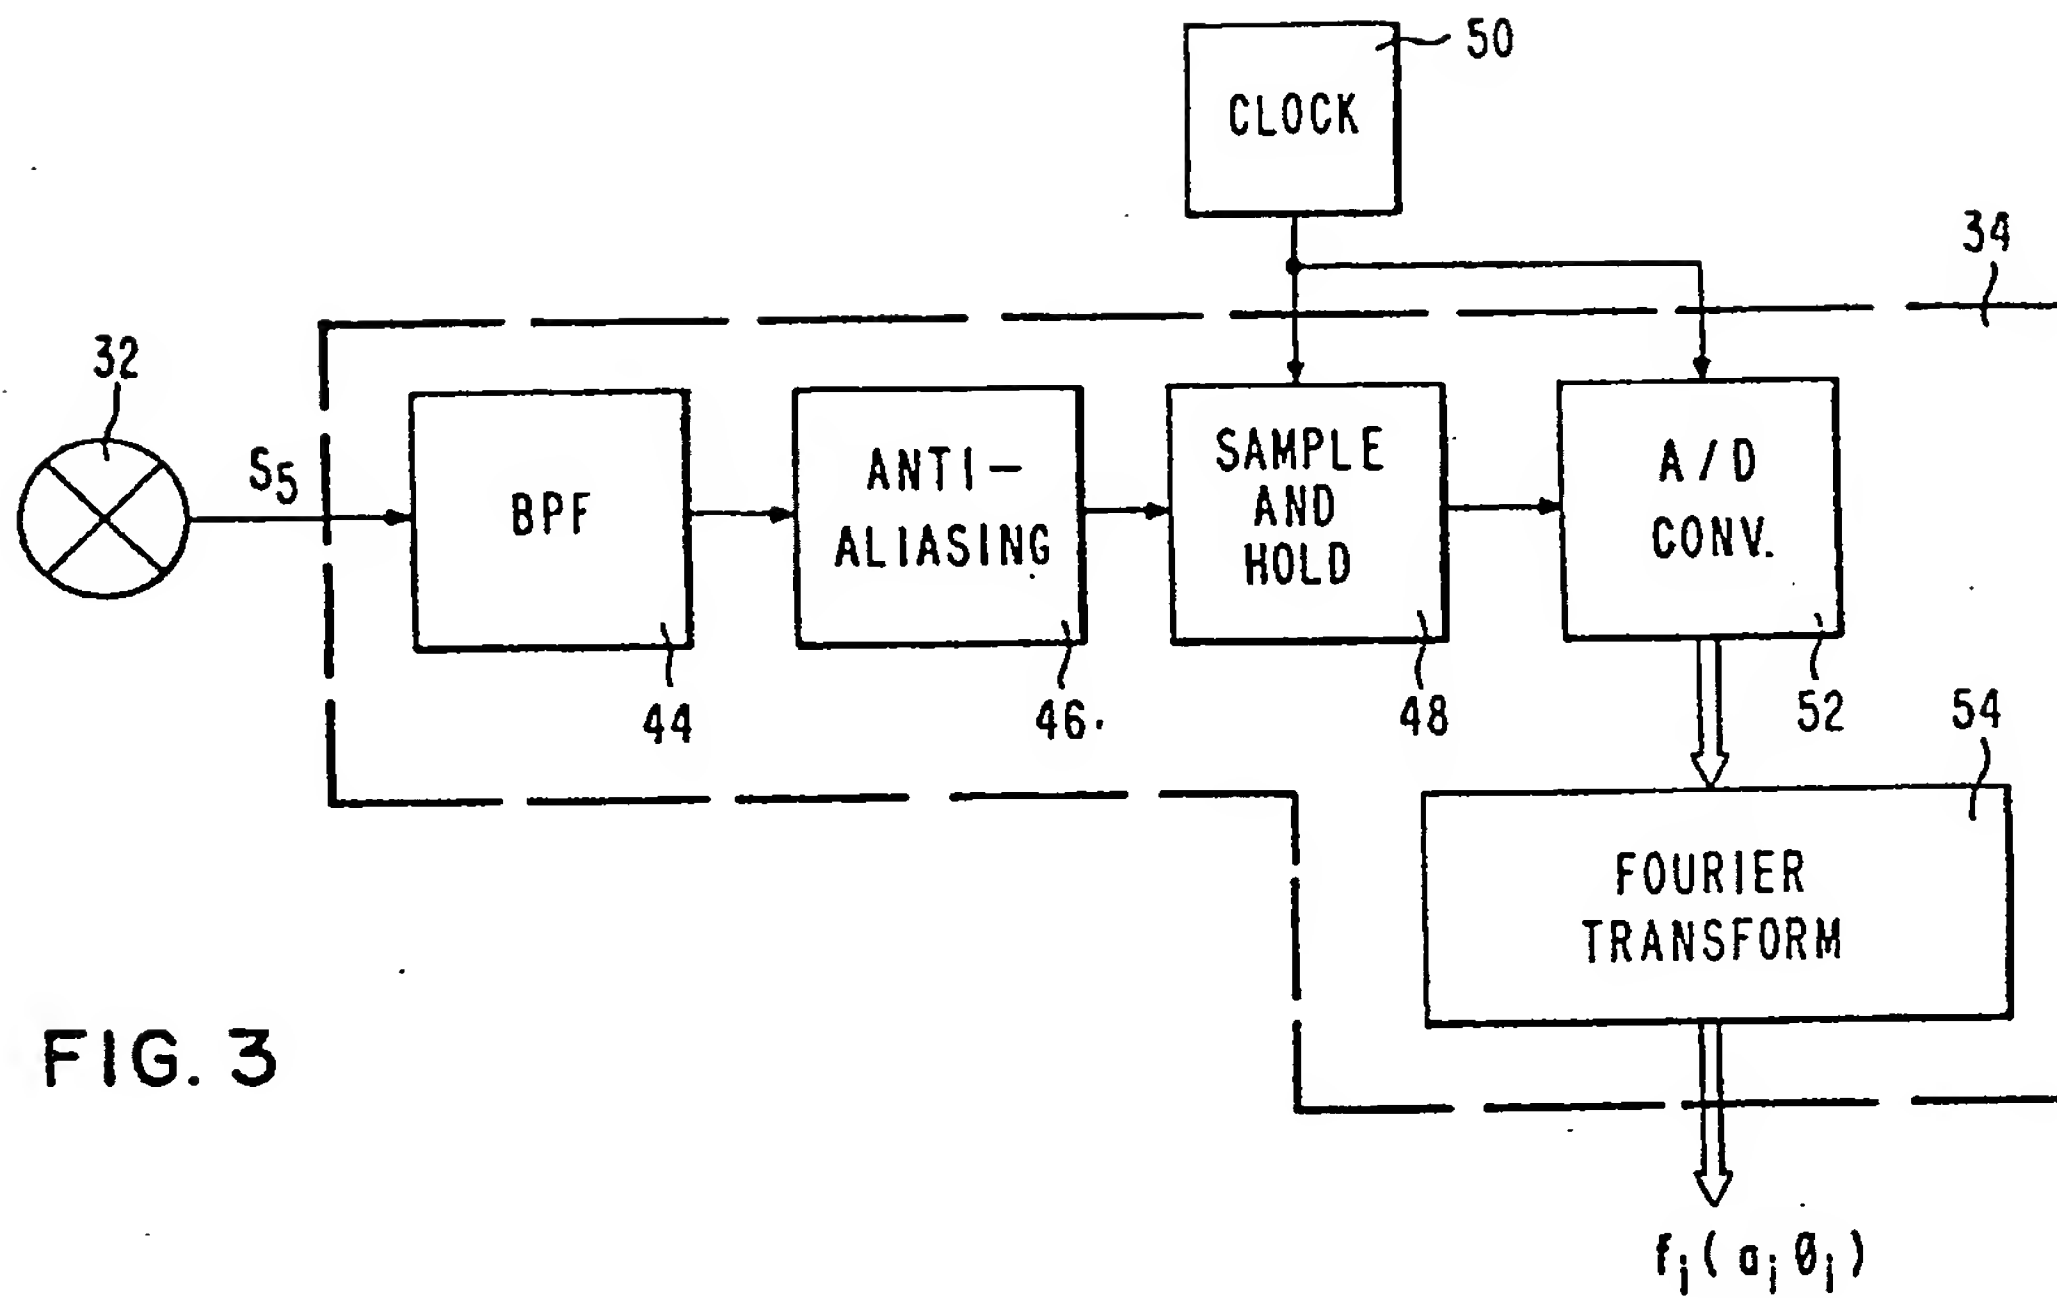 50
CLOCK
34
32
S5
BPF
ANTI-
ALIASING
SAMPLE
AND
HOLD
A/D
CONV.
44
46.
48
52
54
FOURIER
TRANSFORM
FIG. 3
fi(ai Øi)